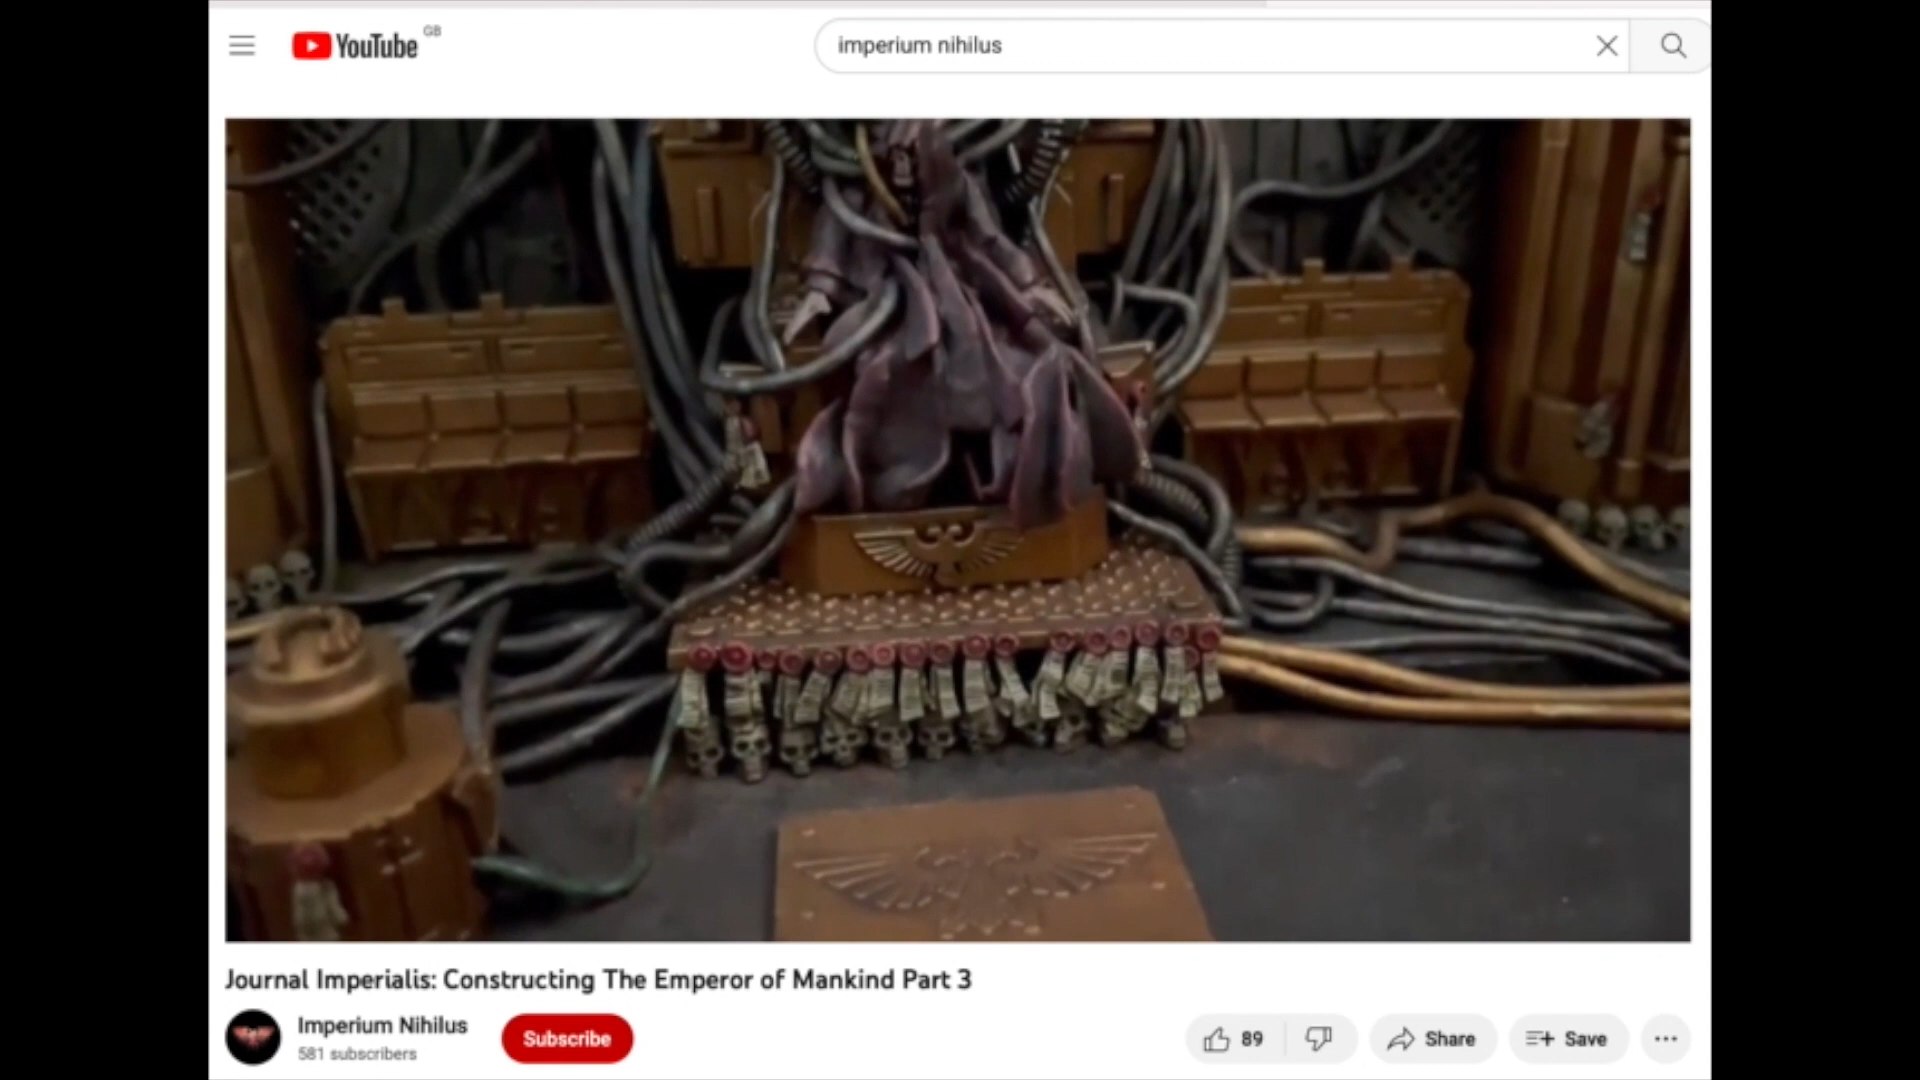 YouTube GB
imperium nihilus
Journal Imperialis: Constructing The Emperor of Mankind Part 3
Imperium Nihilus
581 subscribers
Subscribe
89
Share
Save